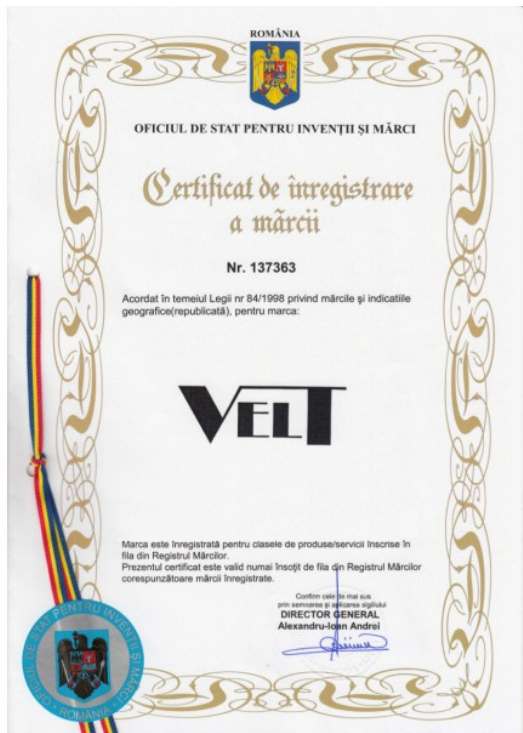 ROMÂNIA
OFICIUL DE STAT PENTRU INVENȚII ȘI MĂRCI
Certificat de înregistrare
a mărcii
Nr. 137363
Acordat în temeiul Legii nr 84/1998 privind mărcile și indicatiile
geografice(republicată), pentru marca:
VELT
Marca este înregistrată pentru clasele de produse/servicii înscrise în
fila din Registrul Mărcilor.
Prezentul certificat este valid numai însoțit de fila din Registrul Mărcilor
corespunzătoare mărcii înregistrate.
Confirm cele de mai sus
prin semnarea și aplicarea sigiliului
DIRECTOR GENERAL
Alexandru-Ioan Andrei
OFICIUL DE STAT PENTRU INVENȚII ȘI MĂRCI
• ROMÂNIA •